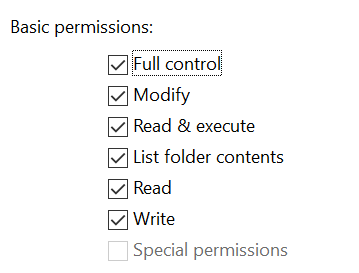 Basic permissions:
Full control
Modify
Read & execute
List folder contents
Read
Write
Special permissions